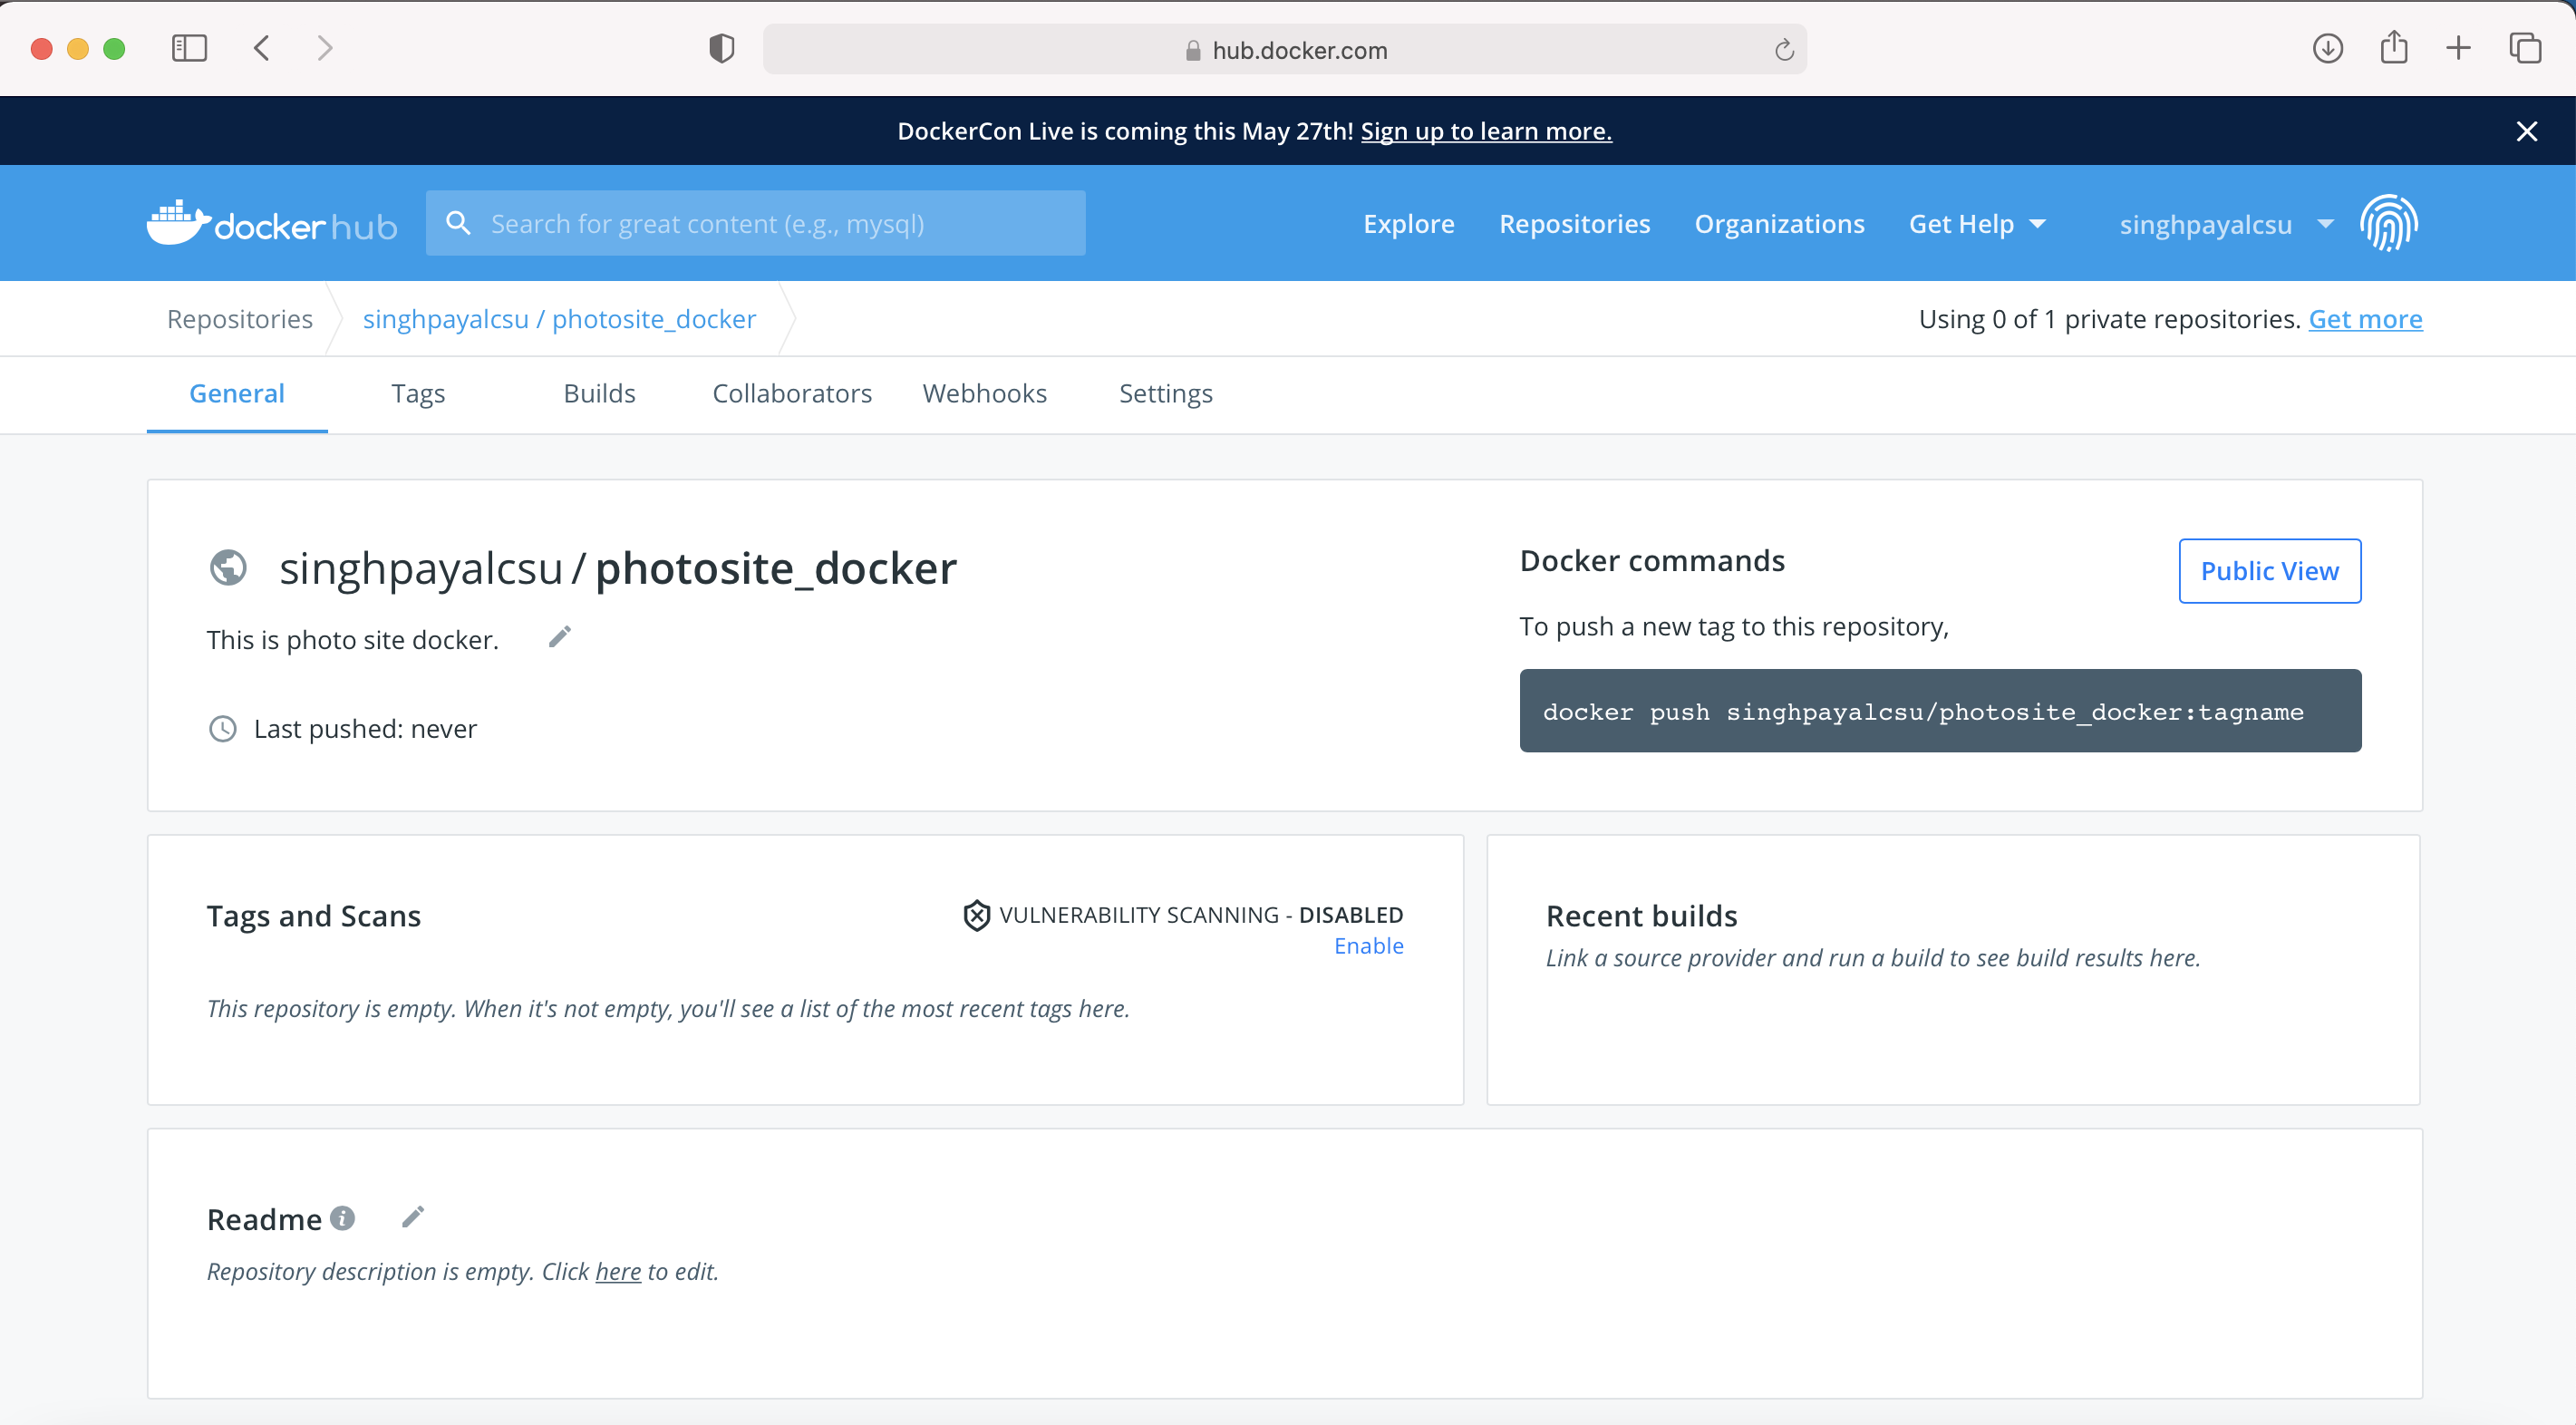 hub.docker.com
DockerCon Live is coming this May 27th! Sign up to learn more.
docker hub
Search for great content (e.g., mysql)
Explore
Repositories
Organizations
Get Help
singhpayalcsu
Repositories
singhpayalcsu / photosite_docker
Using 0 of 1 private repositories. Get more
General
Tags
Builds
Collaborators
Webhooks
Settings
singhpayalcsu / photosite_docker
This is photo site docker.
Last pushed: never
Docker commands
Public View
To push a new tag to this repository,
docker push singhpayalcsu/photosite_docker:tagname
Tags and Scans
VULNERABILITY SCANNING - DISABLED
Enable
This repository is empty. When it's not empty, you'll see a list of the most recent tags here.
Recent builds
Link a source provider and run a build to see build results here.
Readme
Repository description is empty. Click here to edit.